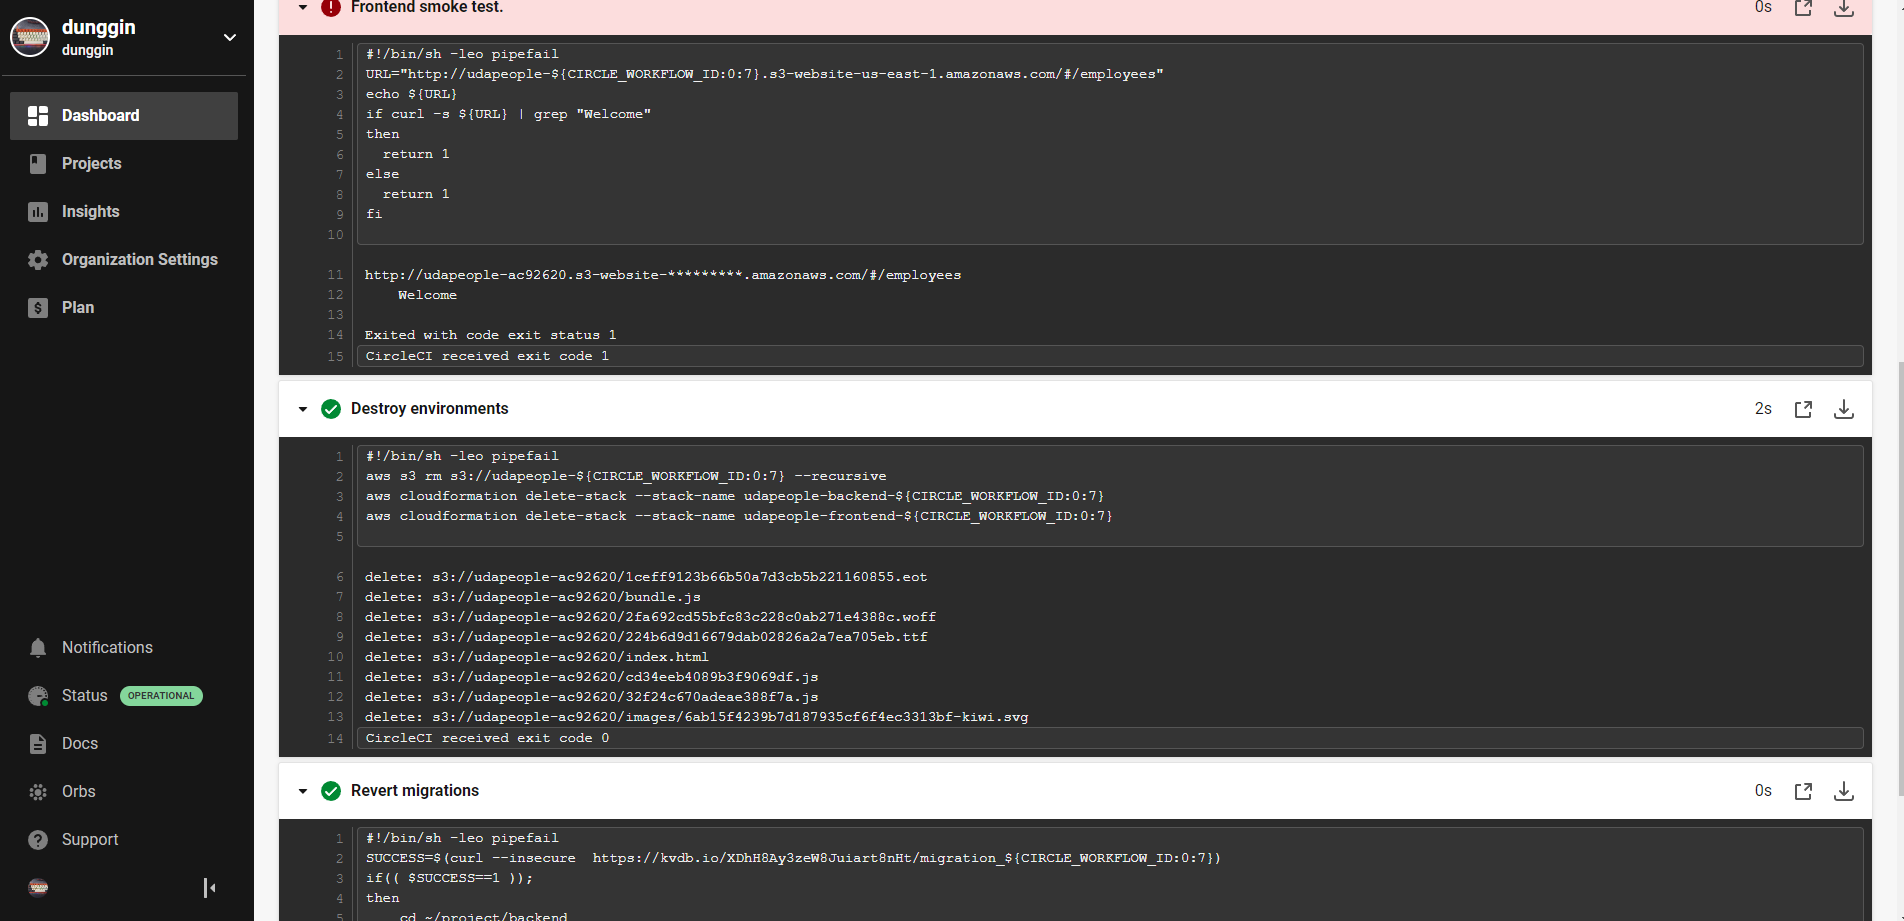 dunggin
dunggin
Dashboard
Projects
Insights
Organization Settings
Plan
Notifications
Status OPERATIONAL
Docs
Orbs
Support
Frontend smoke test. 0s
1 #!/bin/sh -leo pipefail
2 URL="http://udapeople-${CIRCLE_WORKFLOW_ID:0:7}.s3-website-us-east-1.amazonaws.com/#/employees"
3 echo ${URL}
4 if curl -s ${URL} | grep "Welcome"
5 then
6   return 1
7 else
8   return 1
9 fi
10
11 http://udapeople-ac92620.s3-website-*********.amazonaws.com/#/employees
12     Welcome
13
14 Exited with code exit status 1
15 CircleCI received exit code 1
Destroy environments 2s
1 #!/bin/sh -leo pipefail
2 aws s3 rm s3://udapeople-${CIRCLE_WORKFLOW_ID:0:7} --recursive
3 aws cloudformation delete-stack --stack-name udapeople-backend-${CIRCLE_WORKFLOW_ID:0:7}
4 aws cloudformation delete-stack --stack-name udapeople-frontend-${CIRCLE_WORKFLOW_ID:0:7}
5
6 delete: s3://udapeople-ac92620/1ceff9123b66b50a7d3cb5b221160855.eot
7 delete: s3://udapeople-ac92620/bundle.js
8 delete: s3://udapeople-ac92620/2fa692cd55bfc83c228c0ab271e4388c.woff
9 delete: s3://udapeople-ac92620/224b6d9d16679dab02826a2a7ea705eb.ttf
10 delete: s3://udapeople-ac92620/index.html
11 delete: s3://udapeople-ac92620/cd34eeb4089b3f9069df.js
12 delete: s3://udapeople-ac92620/32f24c670adeae388f7a.js
13 delete: s3://udapeople-ac92620/images/6ab15f4239b7d187935cf6f4ec3313bf-kiwi.svg
14 CircleCI received exit code 0
Revert migrations 0s
1 #!/bin/sh -leo pipefail
2 SUCCESS=$(curl --insecure  https://kvdb.io/XDhH8Ay3zeW8Juiart8nHt/migration_${CIRCLE_WORKFLOW_ID:0:7})
3 if(( $SUCCESS==1 ));
4 then
5     cd ~/project/backend